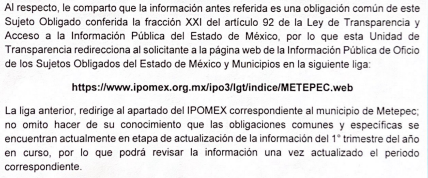 Al respecto, le comparto que la información antes referida es una obligación común de este
Sujeto Obligado conferida la fracción XXI del artículo 92 de la Ley de Transparencia y
Acceso a la Información Pública del Estado de México, por lo que esta Unidad de
Transparencia redirecciona al solicitante a la página web de la Información Pública de Oficio
de los Sujetos Obligados del Estado de México y Municipios en la siguiente liga:
https://www.ipomex.org.mx/ipo3/lgt/indice/METEPEC.web
La liga anterior, redirige al apartado del IPOMEX correspondiente al municipio de Metepec;
no omito hacer de su conocimiento que las obligaciones comunes y especificas se
encuentran actualmente en etapa de actualización de la información del 1° trimestre del año
en curso, por lo que podrá revisar la información una vez actualizado el periodo
correspondiente.